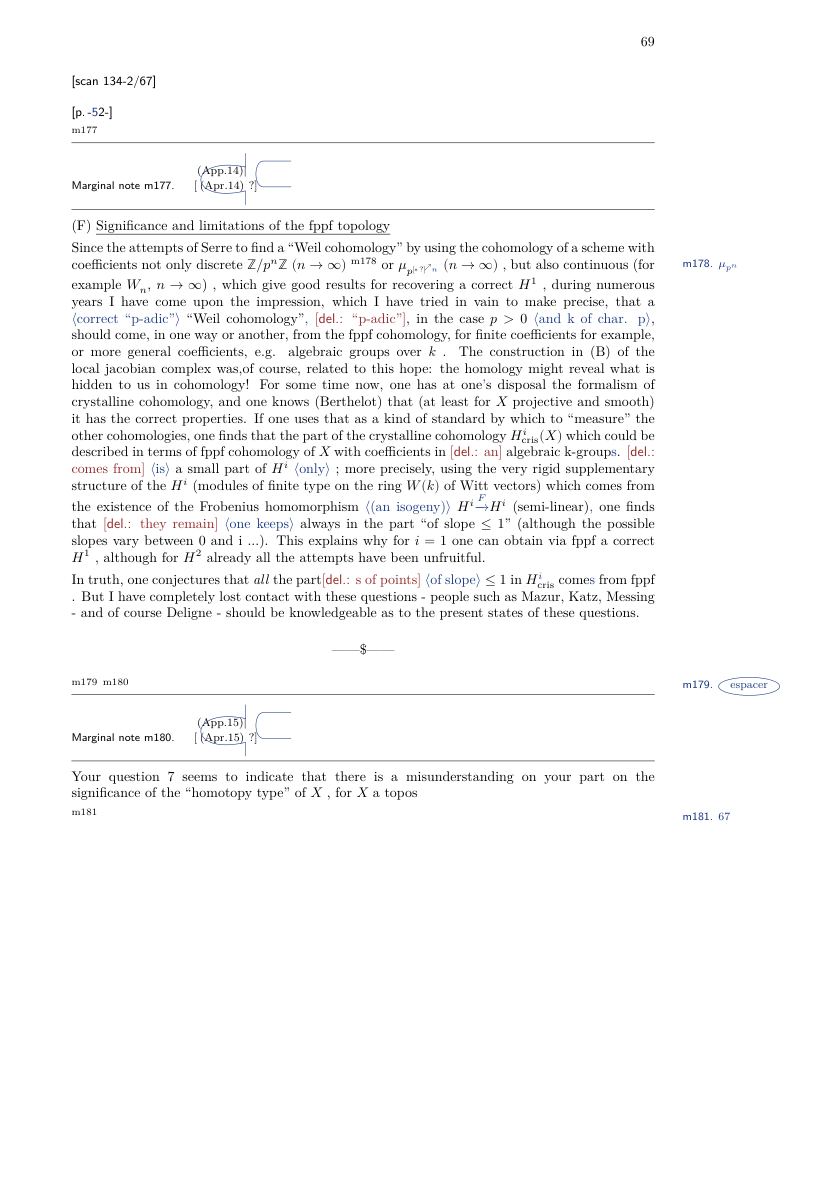 69
[scan 134-2/67]
[p. -52-]
m177
(App.14)
Marginal note m177. [ (Apr.14) ?]
(F) Significance and limitations of the fppf topology
Since the attempts of Serre to find a “Weil cohomology” by using the cohomology of a scheme with
coefficients not only discrete ℤ/pⁿℤ (n → ∞) m178 or μ_{p^{[« ?]↗ n}} (n → ∞) , but also continuous (for
m178. μ_{pⁿ}
example Wₙ, n → ∞) , which give good results for recovering a correct H¹ , during numerous
years I have come upon the impression, which I have tried in vain to make precise, that a
⟨correct “p-adic”⟩ “Weil cohomology”, [del.: “p-adic”], in the case p > 0 ⟨and k of char. p⟩,
should come, in one way or another, from the fppf cohomology, for finite coefficients for example,
or more general coefficients, e.g. algebraic groups over k . The construction in (B) of the
local jacobian complex was,of course, related to this hope: the homology might reveal what is
hidden to us in cohomology! For some time now, one has at one's disposal the formalism of
crystalline cohomology, and one knows (Berthelot) that (at least for X projective and smooth)
it has the correct properties. If one uses that as a kind of standard by which to “measure” the
other cohomologies, one finds that the part of the crystalline cohomology Hⁱ_cris(X) which could be
described in terms of fppf cohomology of X with coefficients in [del.: an] algebraic k-groups. [del.:
comes from] ⟨is⟩ a small part of Hⁱ ⟨only⟩ ; more precisely, using the very rigid supplementary
structure of the Hⁱ (modules of finite type on the ring W(k) of Witt vectors) which comes from
the existence of the Frobenius homomorphism ⟨(an isogeny)⟩ Hⁱ →^F Hⁱ (semi-linear), one finds
that [del.: they remain] ⟨one keeps⟩ always in the part “of slope ≤ 1” (although the possible
slopes vary between 0 and i ...). This explains why for i = 1 one can obtain via fppf a correct
H¹ , although for H² already all the attempts have been unfruitful.
In truth, one conjectures that all the part[del.: s of points] ⟨of slope⟩ ≤ 1 in Hⁱ_cris comes from fppf
. But I have completely lost contact with these questions - people such as Mazur, Katz, Messing
- and of course Deligne - should be knowledgeable as to the present states of these questions.
——$——
m179 m180
m179. espacer
(App.15)
Marginal note m180. [ (Apr.15) ?]
Your question 7 seems to indicate that there is a misunderstanding on your part on the
significance of the “homotopy type” of X , for X a topos
m181
m181. 67